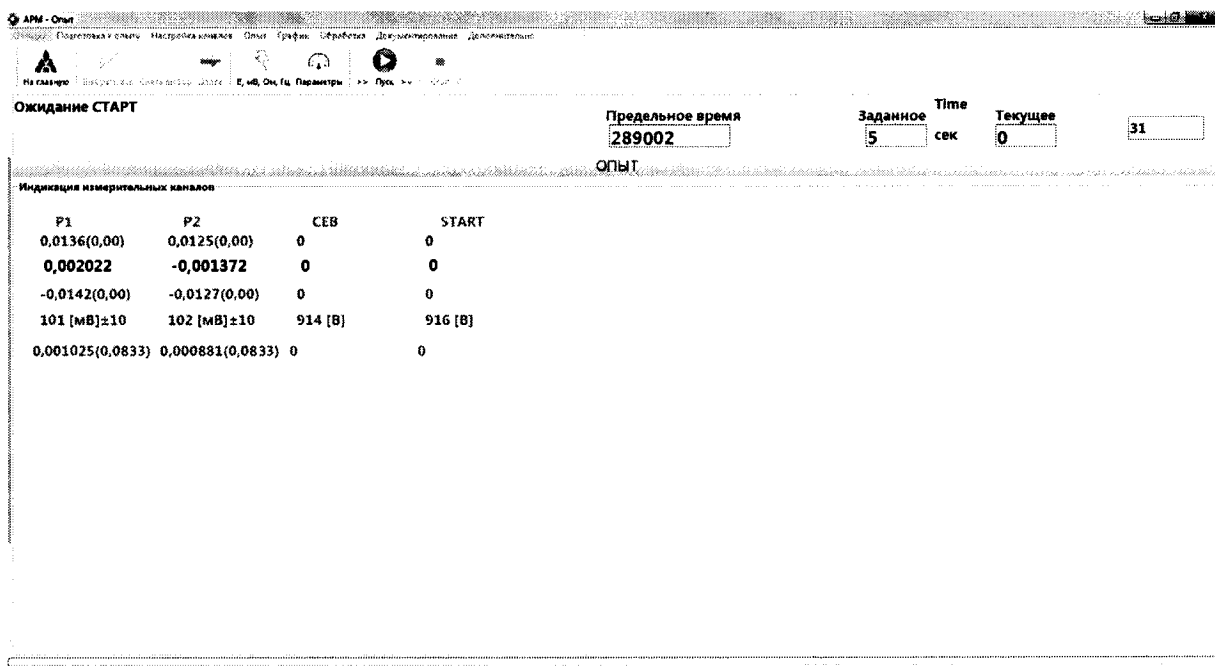 АРМ - Опыт
Подготовка к опыту Настройка каналов Опыт График Обработка Документирование Дополнительно
На главную Е, мВ, Ом, Гц Параметры >> Пуск >>
Ожидание СТАРТ
Time
Предельное время Заданное Текущее
289002 5 сек 0 31
ОПЫТ
Индикация измерительных каналов
P1 P2 СЕВ START
0,0136(0,00) 0,0125(0,00) 0 0
0,002022 -0,001372 0 0
-0,0142(0,00) -0,0127(0,00) 0 0
101 [мВ]±10 102 [мВ]±10 914 [В] 916 [В]
0,001025(0,0833) 0,000881(0,0833) 0 0